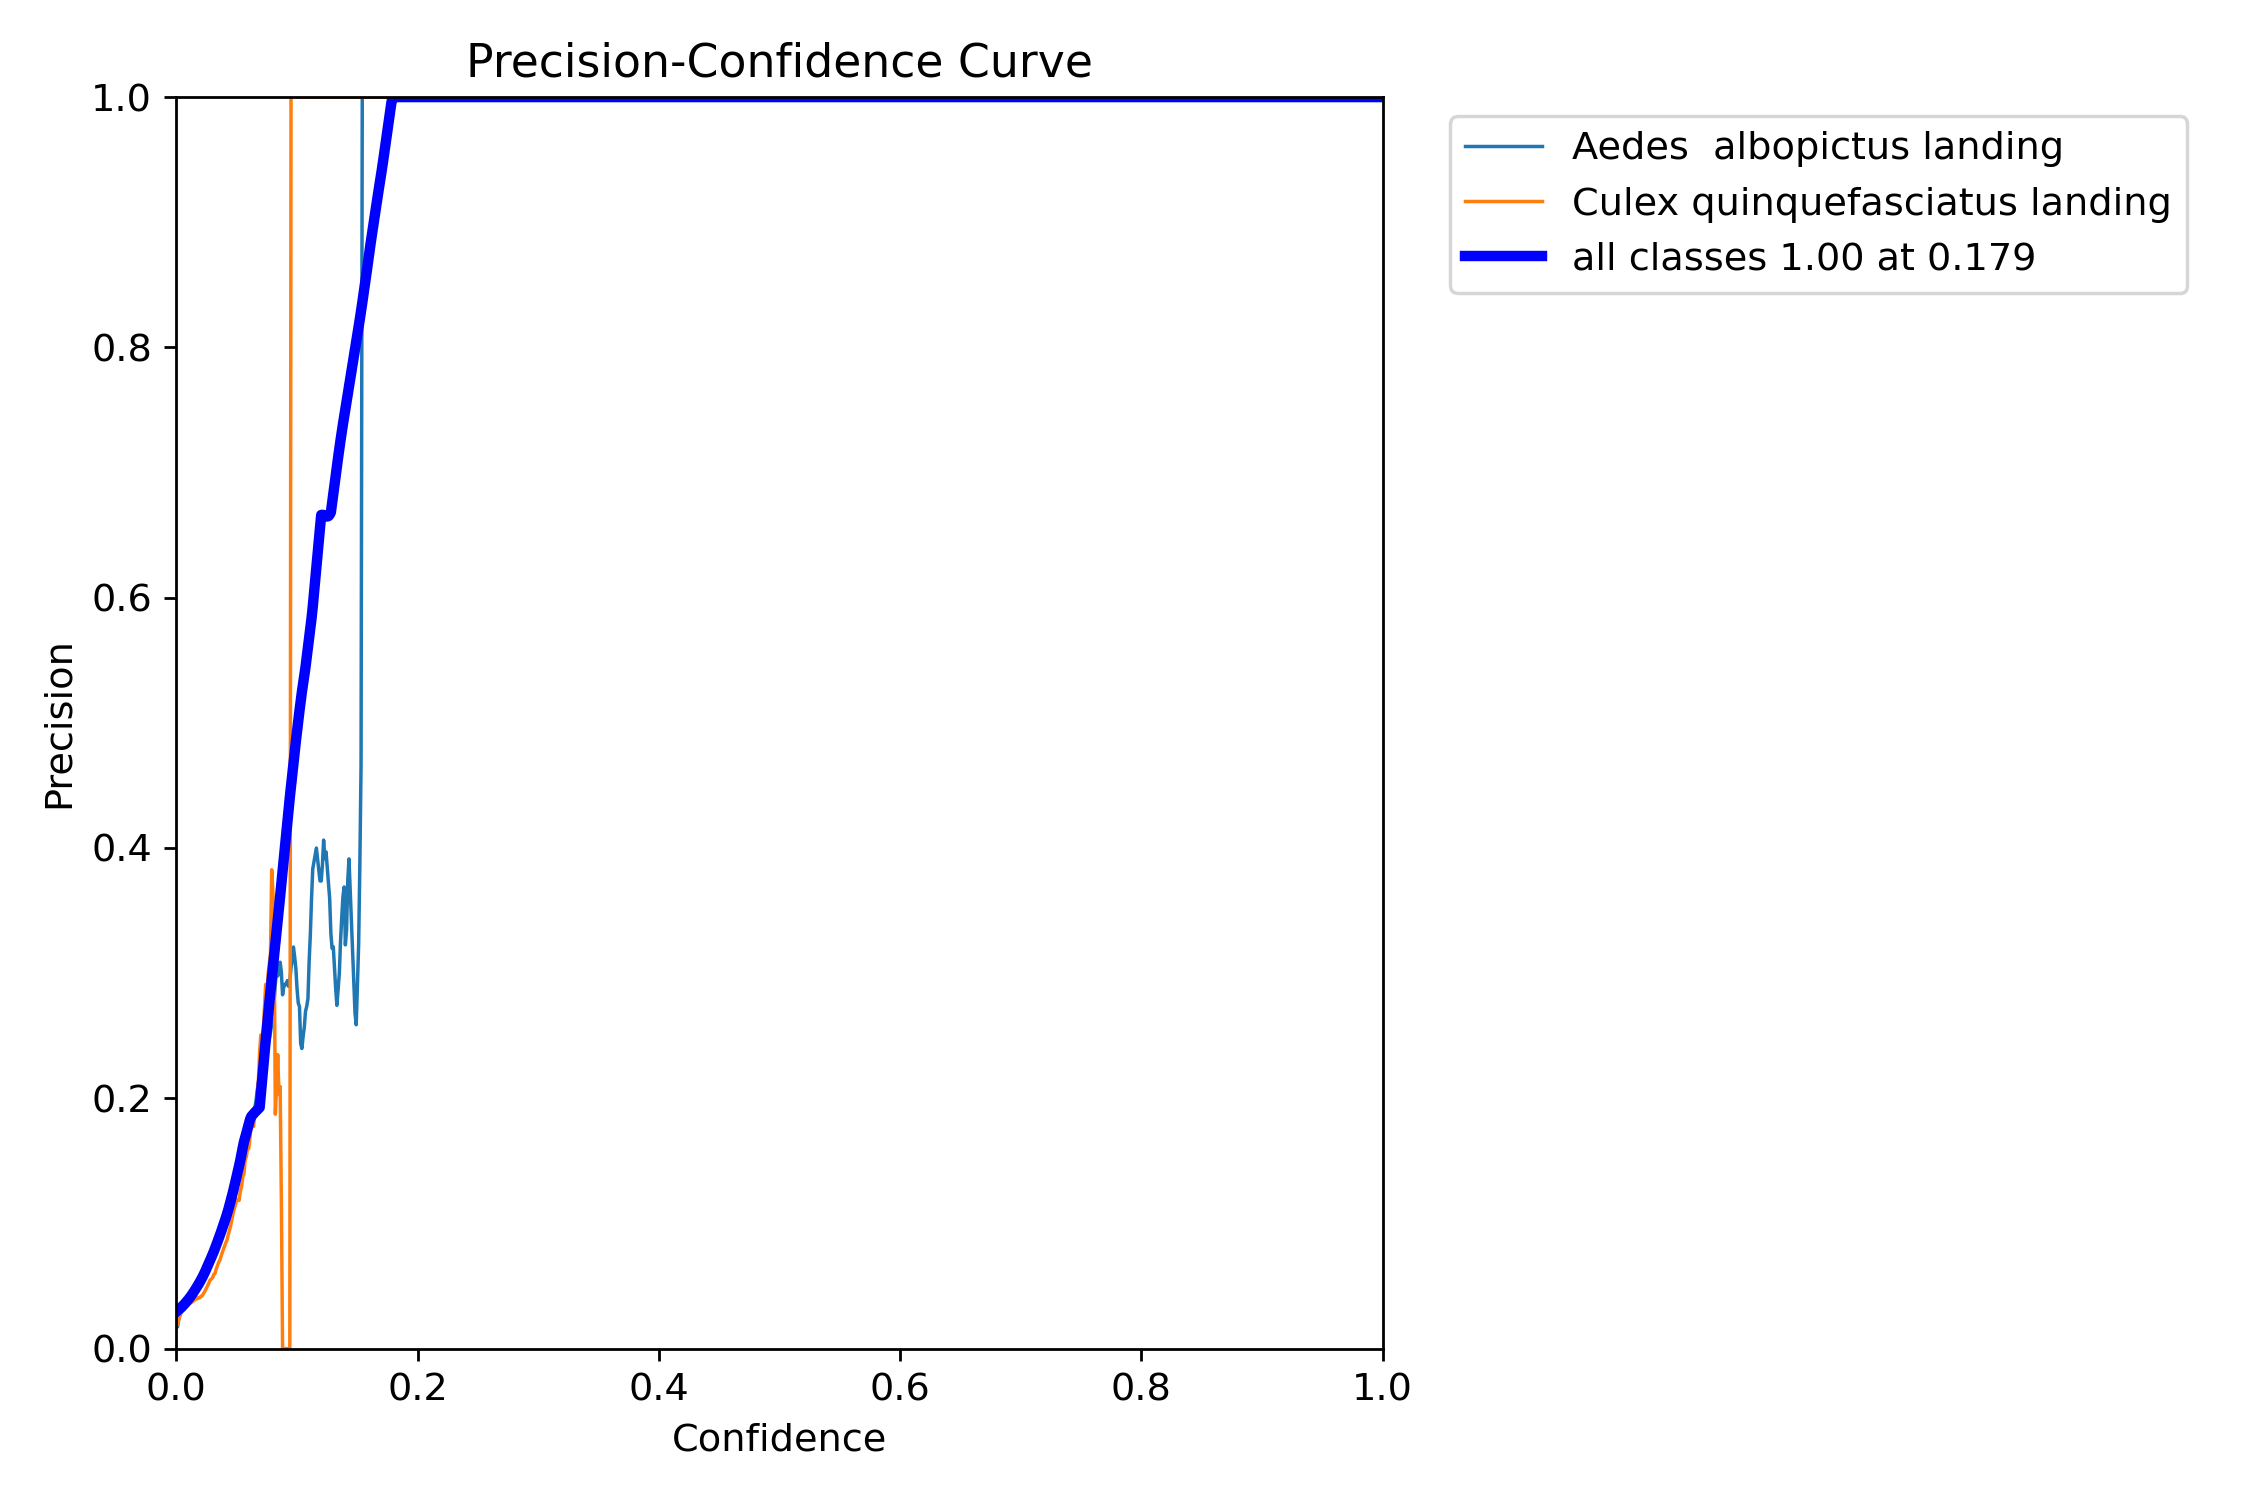 Precision-Confidence Curve
1.0
0.8
0.6
0.4
0.2
0.0
Precision
0.0 0.2 0.4 0.6 0.8 1.0
Confidence
Aedes  albopictus landing
Culex quinquefasciatus landing
all classes 1.00 at 0.179